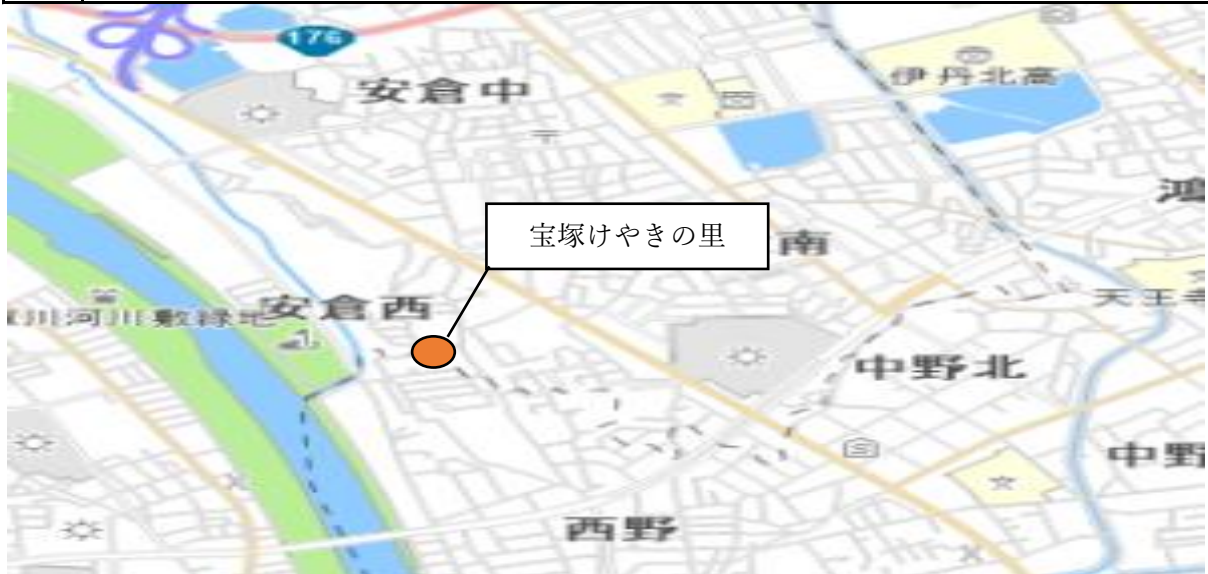 176
安倉中
伊丹北高
鴻
宝塚けやきの里
南
天王寺
安倉西
川河川敷緑地
中野北
中野
西野